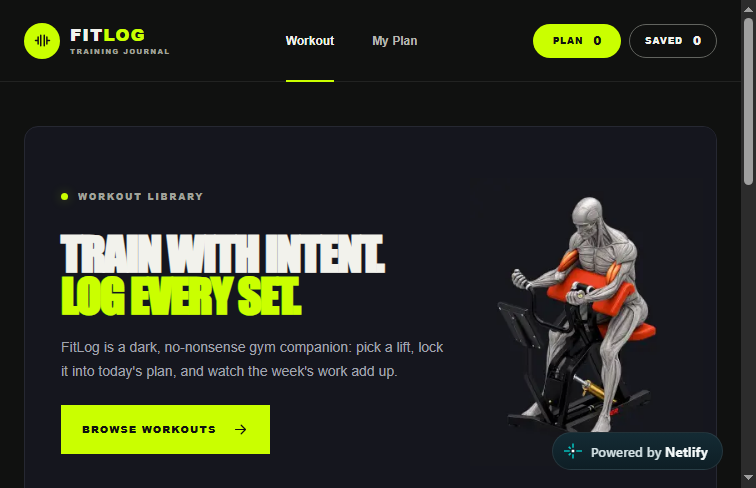 FITLOG
TRAINING JOURNAL
Workout
My Plan
PLAN 0
SAVED 0
WORKOUT LIBRARY
TRAIN WITH INTENT.
LOG EVERY SET.
FitLog is a dark, no-nonsense gym companion: pick a lift, lock
it into today's plan, and watch the week's work add up.
BROWSE WORKOUTS →
Powered by Netlify